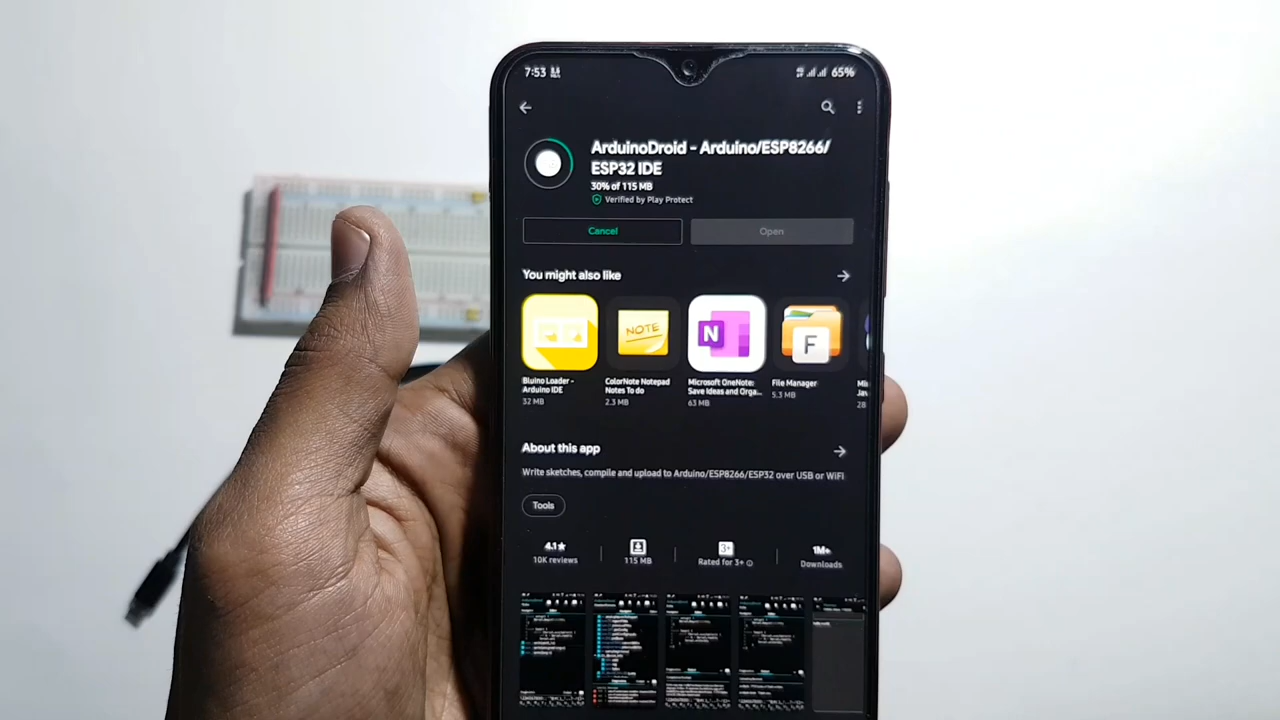 7:53
65%
ArduinoDroid - Arduino/ESP8266/
ESP32 IDE
30% of 115 MB
Verified by Play Protect
Cancel
Open
You might also like
NOTE
N
F
Bluino Loader -
Arduino IDE
32 MB
ColorNote Notepad
Notes To do
2.3 MB
Microsoft OneNote:
Save Ideas and Orga...
63 MB
File Manager
5.3 MB
28
About this app
Write sketches, compile and upload to Arduino/ESP8266/ESP32 over USB or WiFi
Tools
4.1★
10K reviews
115 MB
3+
Rated for 3+
1M+
Downloads